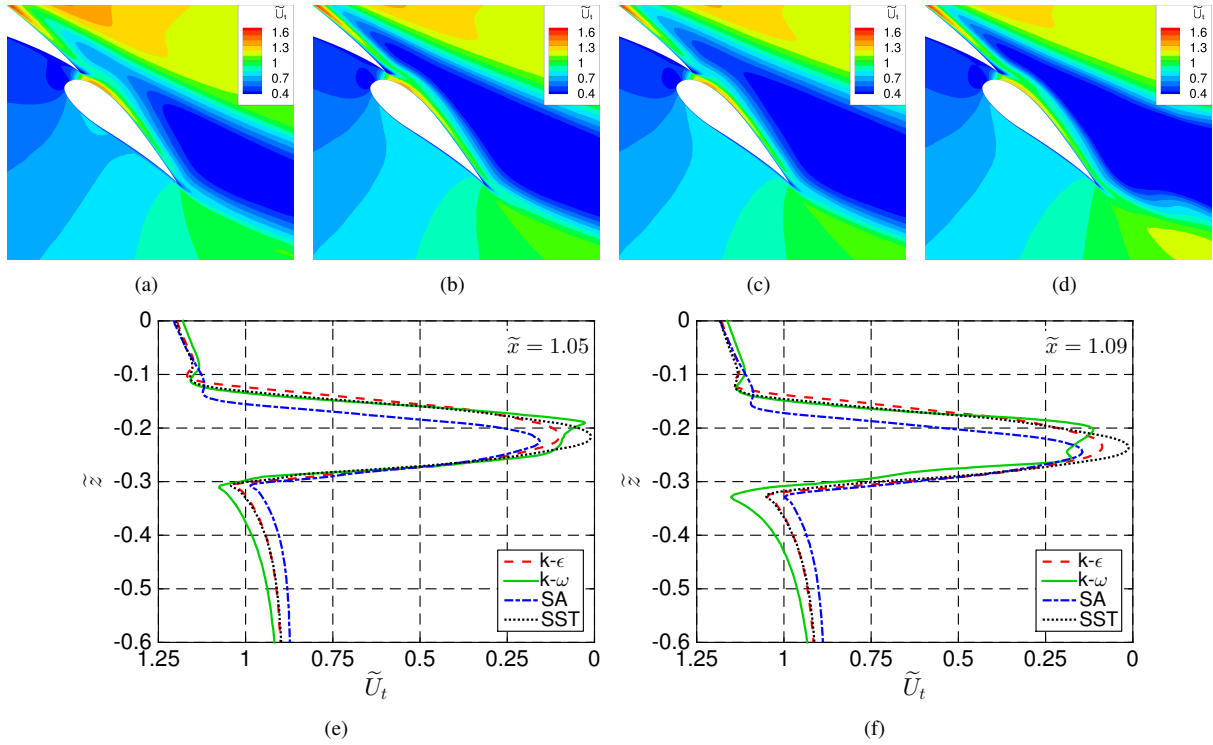 Ũt Ũt Ũt Ũt
1.6 1.6 1.6 1.6
1.3 1.3 1.3 1.3
1 1 1 1
0.7 0.7 0.7 0.7
0.4 0.4 0.4 0.4
(a) (b) (c) (d)
0
-0.1
-0.2
-0.3
-0.4
-0.5
-0.6
z̃
x̃ = 1.05
k-ϵ
k-ω
SA
SST
1.25 1 0.75 0.5 0.25 0
Ũt
(e)
0
-0.1
-0.2
-0.3
-0.4
-0.5
-0.6
z̃
x̃ = 1.09
k-ϵ
k-ω
SA
SST
1.25 1 0.75 0.5 0.25 0
Ũt
(f)